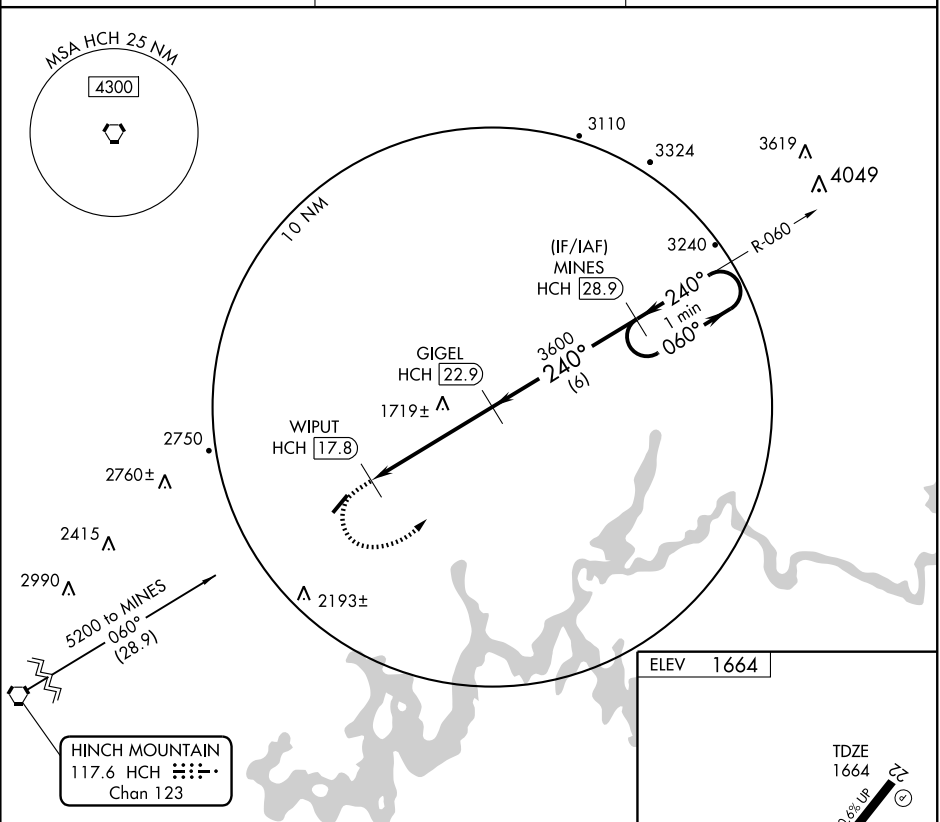 MSA HCH 25 NM
4300
3110
3324
3619
4049
10 NM
R-060
3240
(IF/IAF)
MINES
HCH 28.9
240°
1 min
060°
3600
240°
(6)
GIGEL
HCH 22.9
1719±
WIPUT
HCH 17.8
2750
2760±
2415
2990
2193±
5200 to MINES
060°
(28.9)
HINCH MOUNTAIN
117.6 HCH
Chan 123
ELEV 1664
TDZE
1664
22
P
0.6% UP